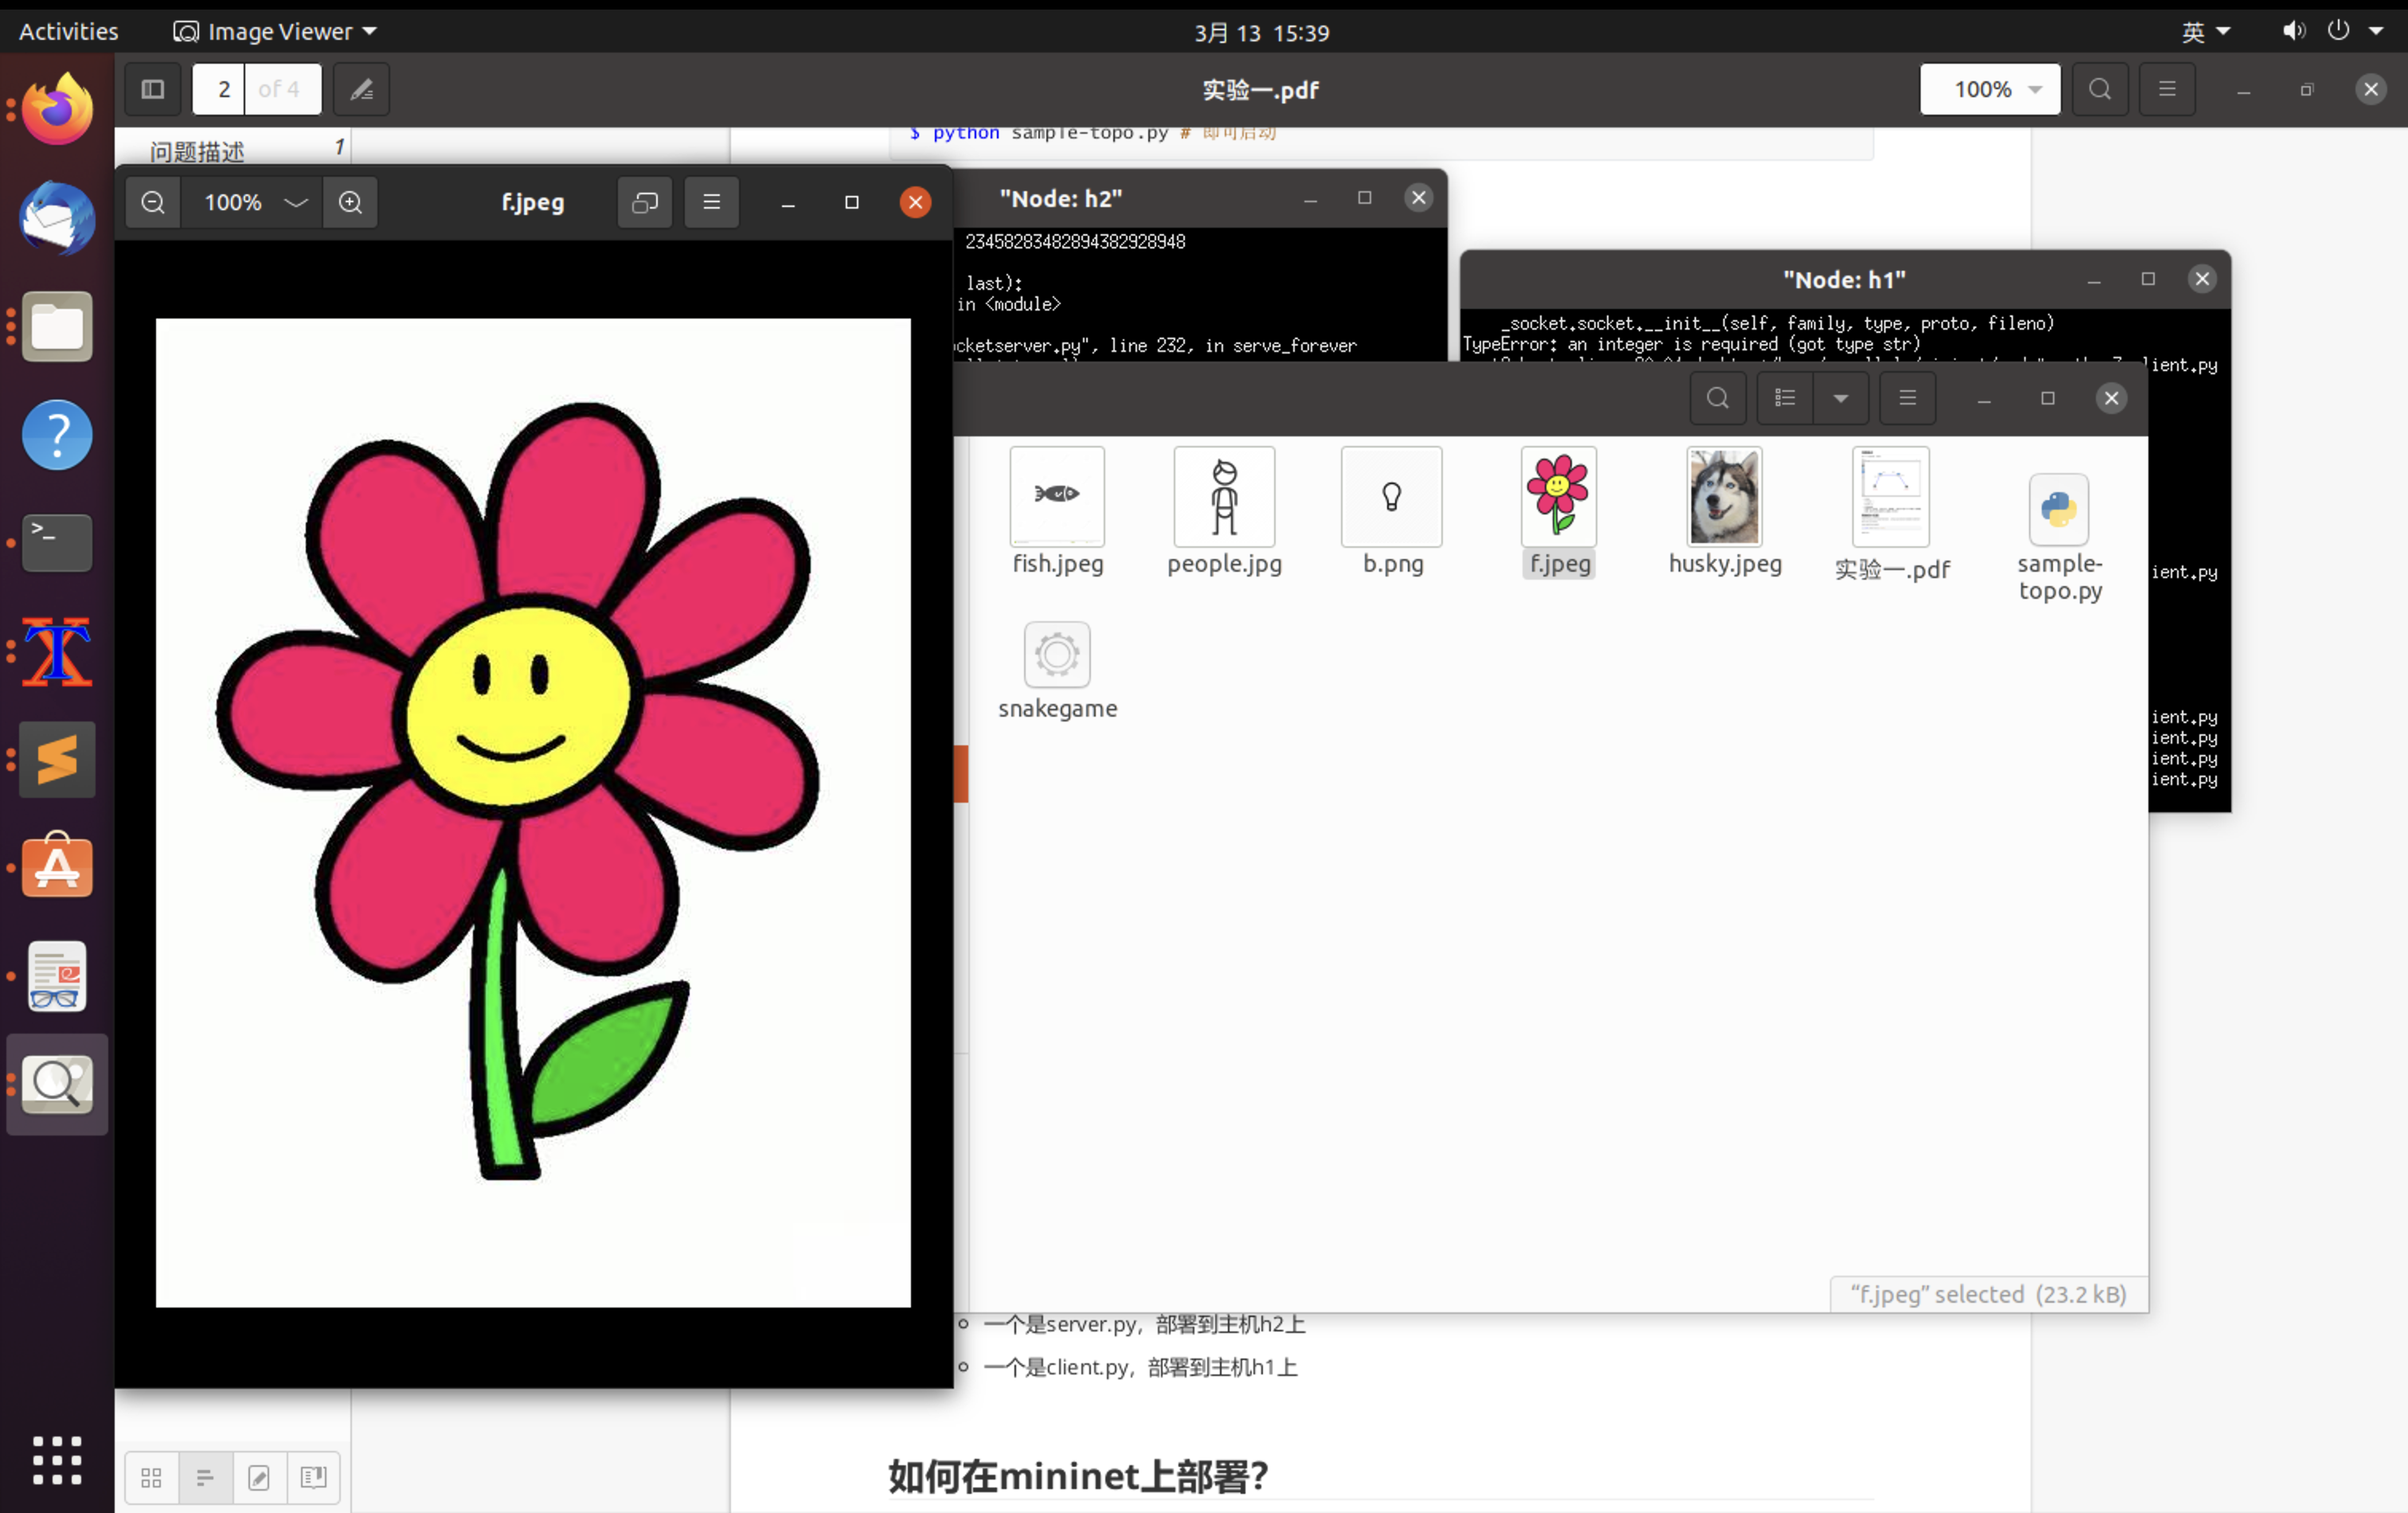 Activities
Image Viewer
3月 13 15:39
英
2
of 4
实验一.pdf
100%
$ python sample-topo.py # 即可启动
问题描述
1
100%
f.jpeg
"Node: h2"
23458283482894382928948
last):
in <module>
cketserver.py", line 232, in serve_forever
"Node: h1"
_socket.socket.__init__(self, family, type, proto, fileno)
TypeError: an integer is required (got type str)
lient.py
ient.py
ient.py
ient.py
ient.py
ient.py
fish.jpeg
people.jpg
b.png
f.jpeg
husky.jpeg
实验一.pdf
sample-
topo.py
snakegame
“f.jpeg” selected (23.2 kB)
一个是server.py，部署到主机h2上
一个是client.py，部署到主机h1上
如何在mininet上部署？